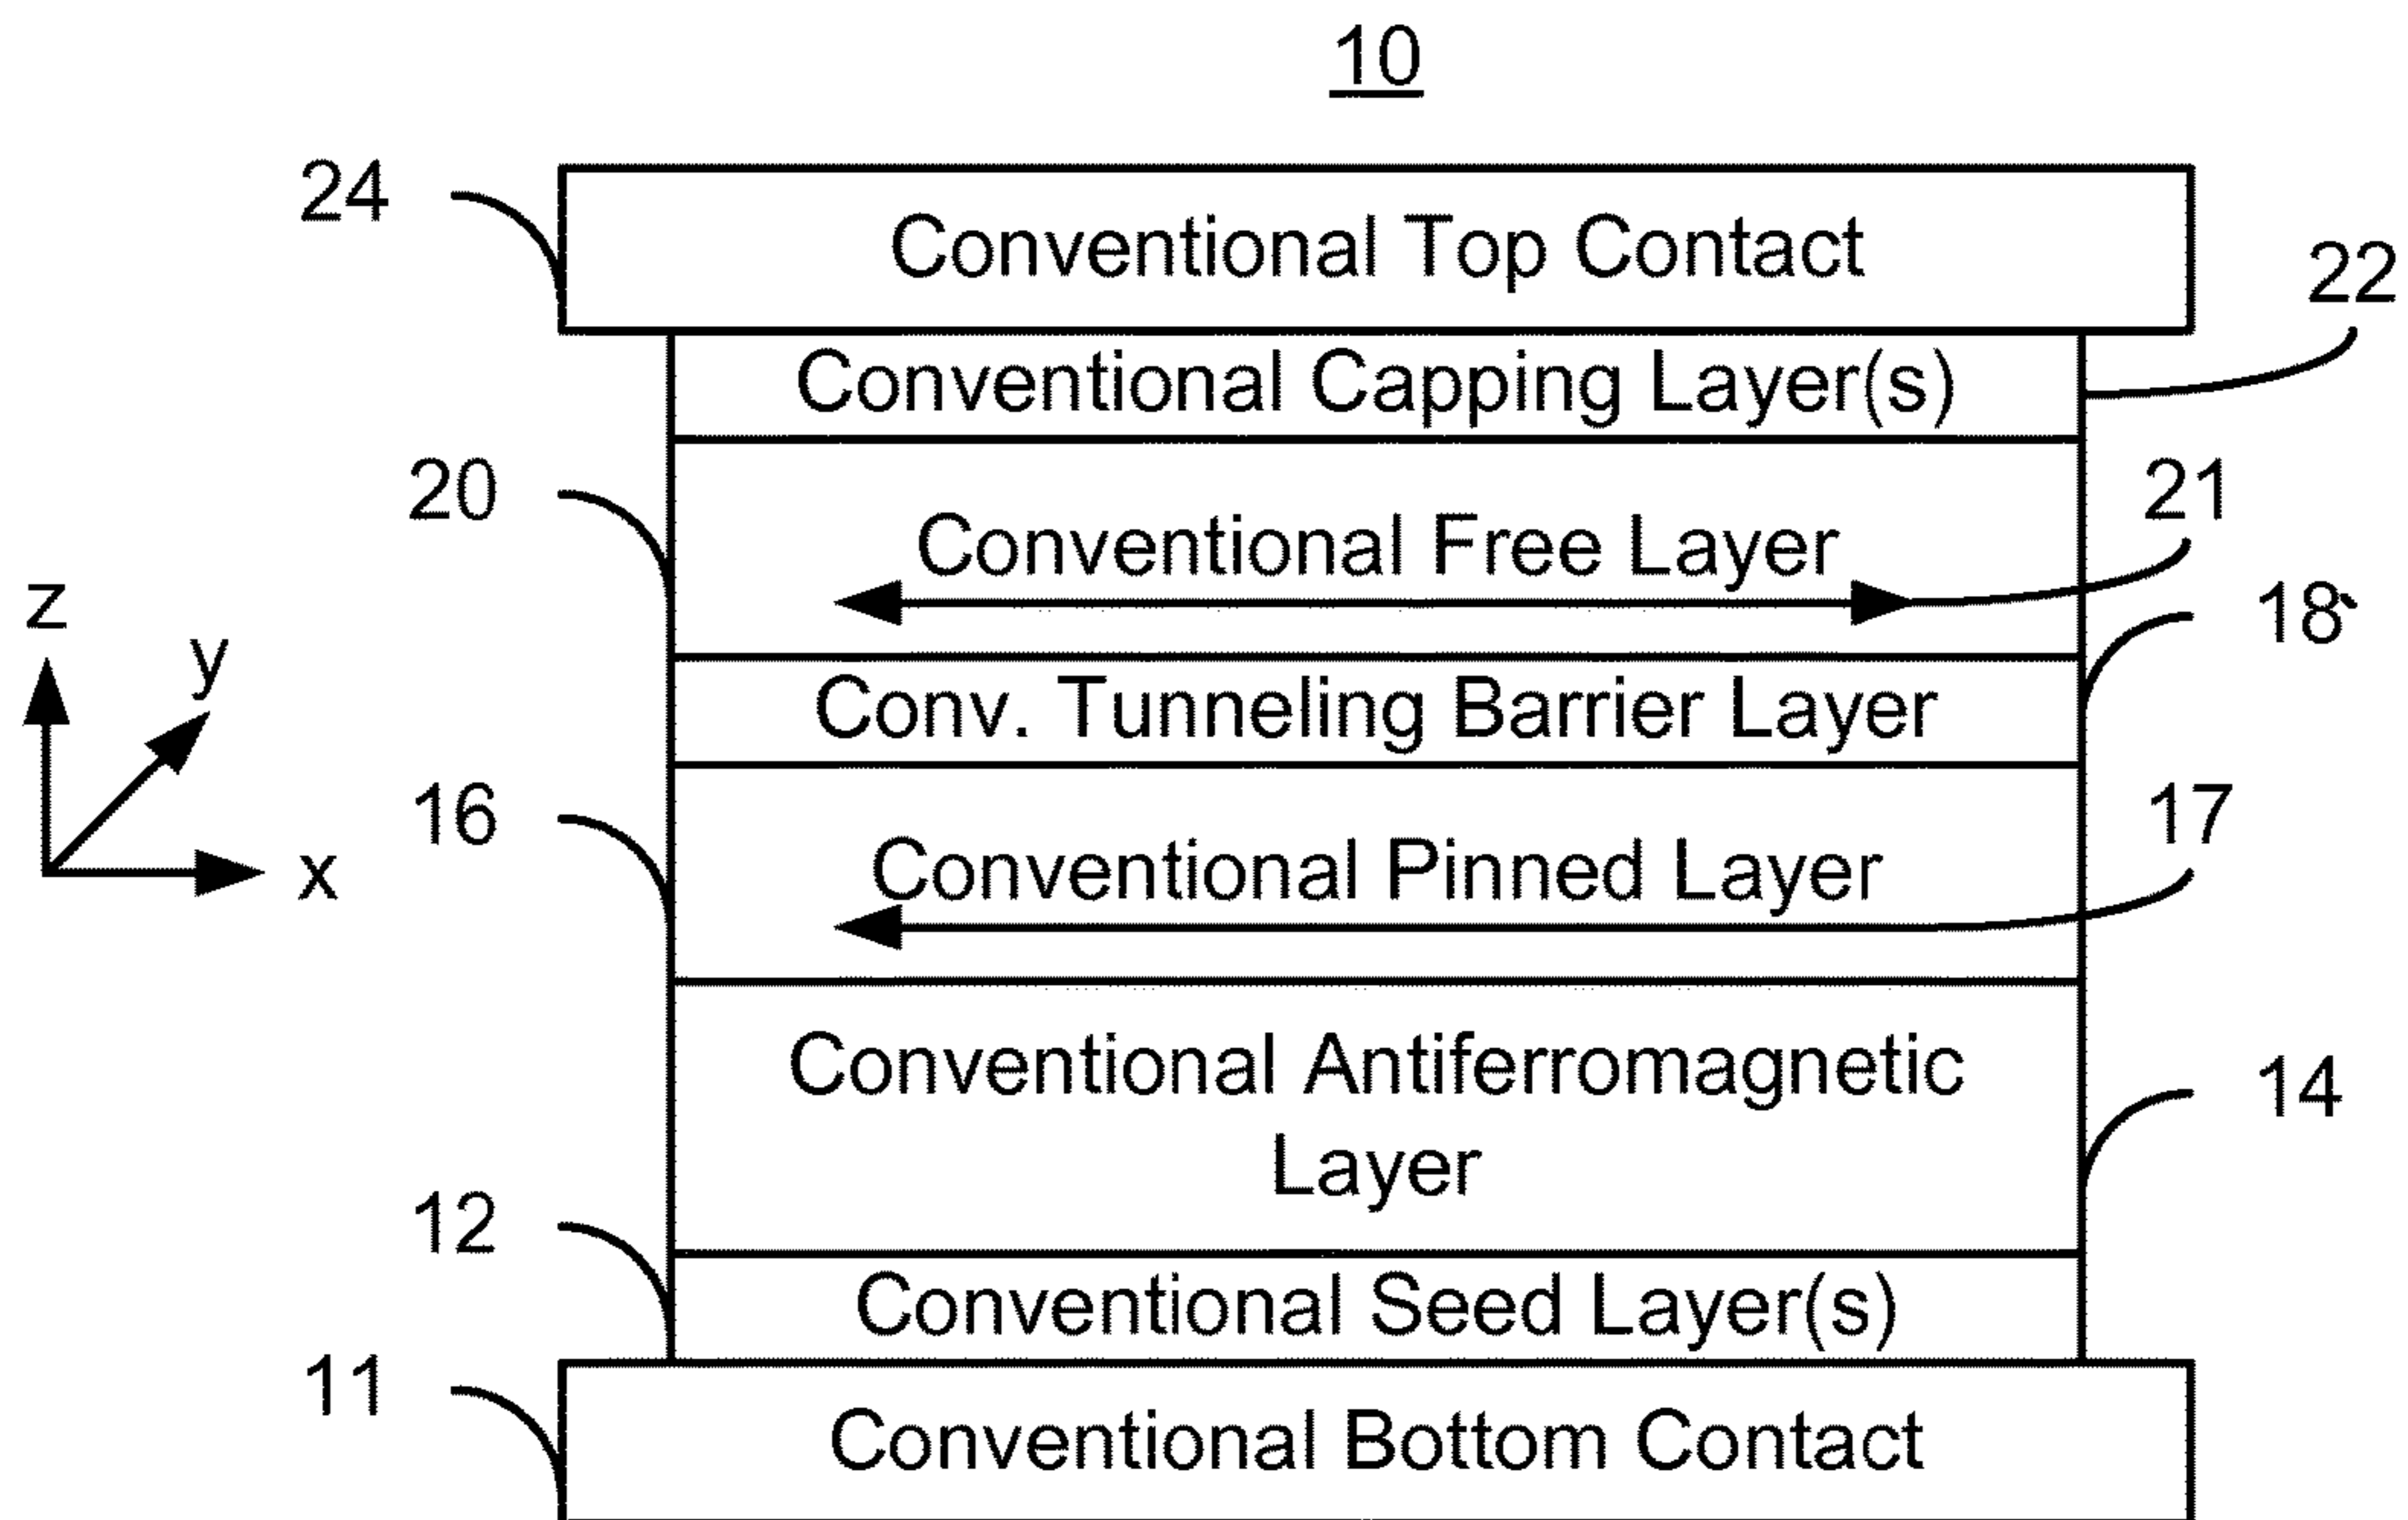 10
24
Conventional Top Contact
22
Conventional Capping Layer(s)
20
21
Conventional Free Layer
z
y
x
18
Conv. Tunneling Barrier Layer
16
17
Conventional Pinned Layer
Conventional Antiferromagnetic
Layer
14
12
Conventional Seed Layer(s)
11
Conventional Bottom Contact